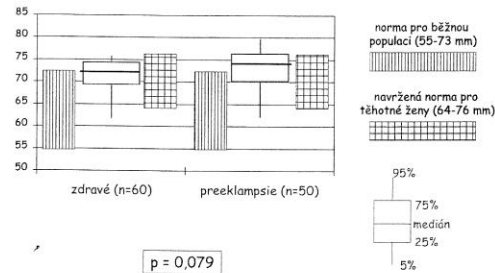 85
80
75
70
65
60
55
50
zdravé (n=60)
preeklampsie (n=50)
p = 0,079
norma pro běžnou
populaci (55-73 mm)
navržená norma pro
těhotné ženy (64-76 mm)
95%
75%
medián
25%
5%